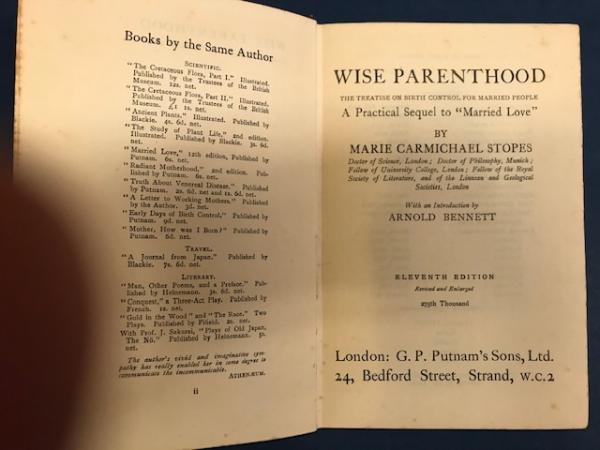 Books by the Same Author
SCIENTIFIC.
"The Cretaceous Flora, Part I." Illustrated.
Published by the Trustees of the British
Museum. 12s. net.
"The Cretaceous Flora, Part II." Illustrated.
Published by the Trustees of the British
Museum. £1 1s. net.
"Ancient Plants," Illustrated. Published by
Blackie. 4s. 6d. net.
"The Study of Plant Life," 2nd edition,
Illustrated. Published by Blackie. 3s. 6d.
net.
"Married Love," 12th edition, Published by
Putnam. 6s. net.
"Radiant Motherhood," 2nd edition. Pub-
lished by Putnam. 6s. net.
"Truth About Venereal Disease." Published
by Putnam. 2s. 6d net and 1s. 6d. net.
"A Letter to Working Mothers." Published
by the Author. 3d. net.
"Early Days of Birth Control," Published by
Putnam. 9d. net.
"Mother, How was I Born?" Published by
Putnam. 6d. net.
TRAVEL.
"A Journal from Japan." Published by
Blackie. 7s. 6d. net.
LITERARY.
"Man, Other Poems, and a Preface." Pub-
lished by Heinemann. 3s. 6d. net.
"Conquest," a Three-Act Play. Published by
French. 1s. net.
"Gold in the Wood" and "The Race." Two
Plays. Published by Fifield. 2s. net.
With Prof. J. Sakurai, "Plays of Old Japan,
The Nō." Published by Heinemann. 5s.
net.
The author's vivid and imaginative sym-
pathy has really enabled her in some degree to
communicate the incommunicable.
ATHENÆUM.
ii
WISE PARENTHOOD
THE TREATISE ON BIRTH CONTROL FOR MARRIED PEOPLE
A Practical Sequel to "Married Love"
BY
MARIE CARMICHAEL STOPES
Doctor of Science, London; Doctor of Philosophy, Munich;
Fellow of University College, London; Fellow of the Royal
Society of Literature, and of the Linnean and Geological
Societies, London
With an Introduction by
ARNOLD BENNETT
ELEVENTH EDITION
Revised and Enlarged
275th Thousand
London: G. P. Putnam's Sons, Ltd.
24, Bedford Street, Strand, W.C.2